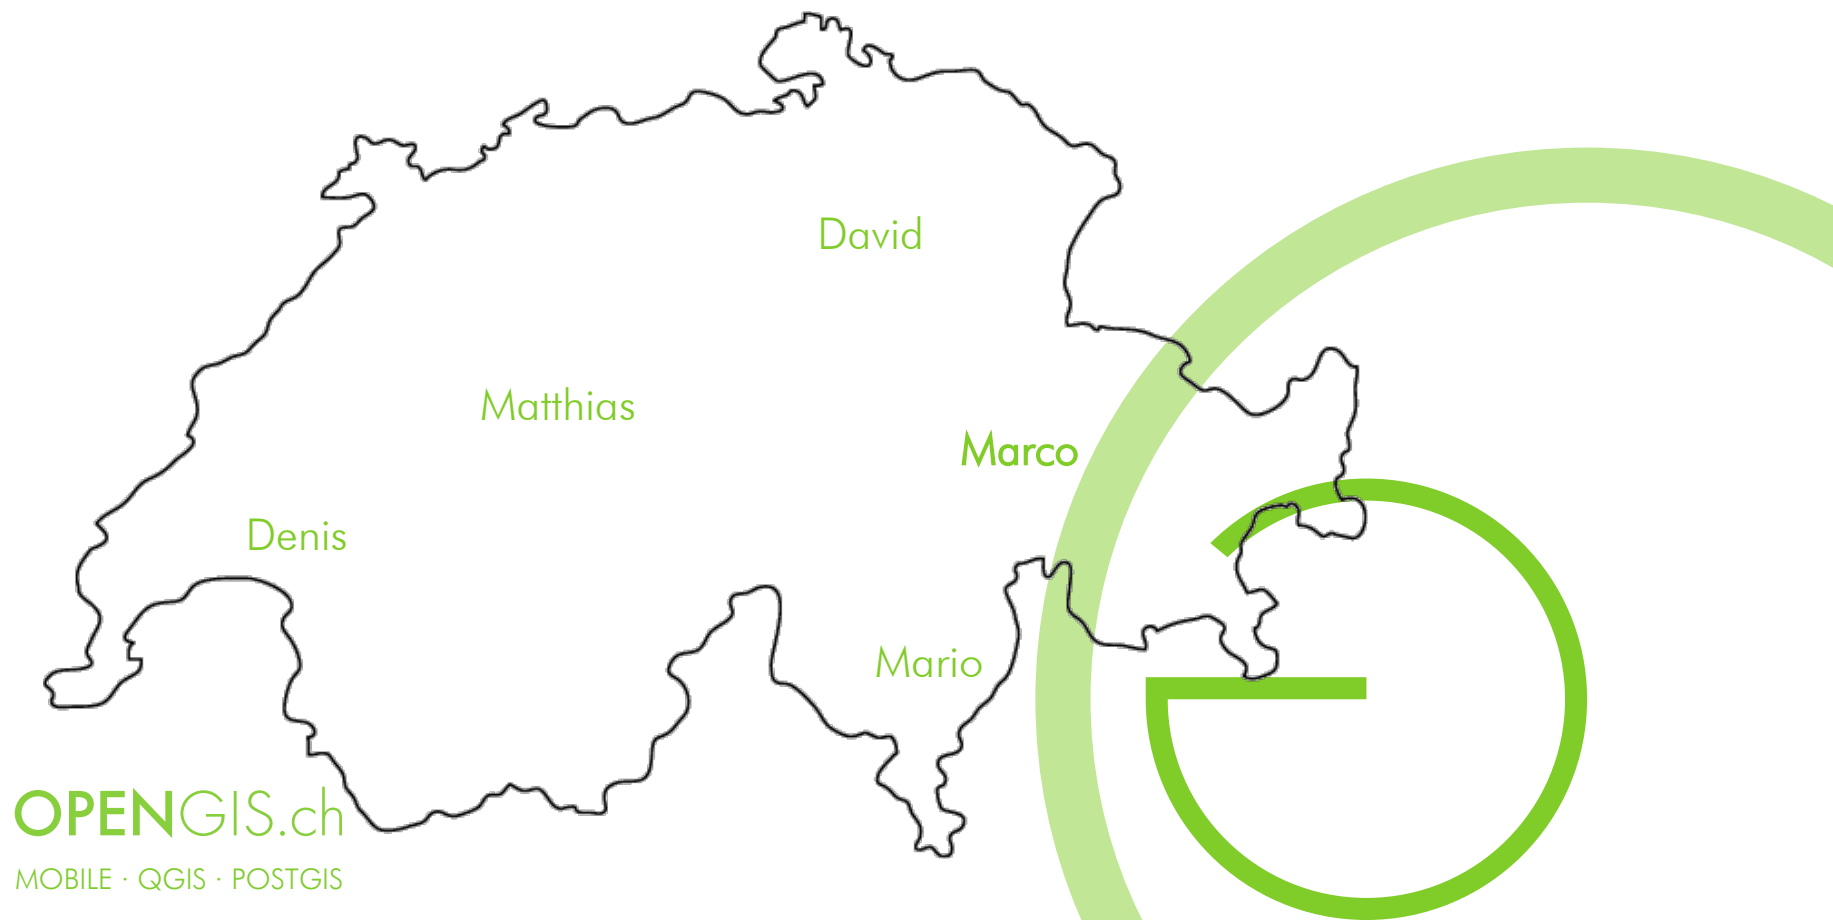 David
Matthias
Marco
Denis
Mario
OPENGIS.ch
MOBILE · QGIS · POSTGIS